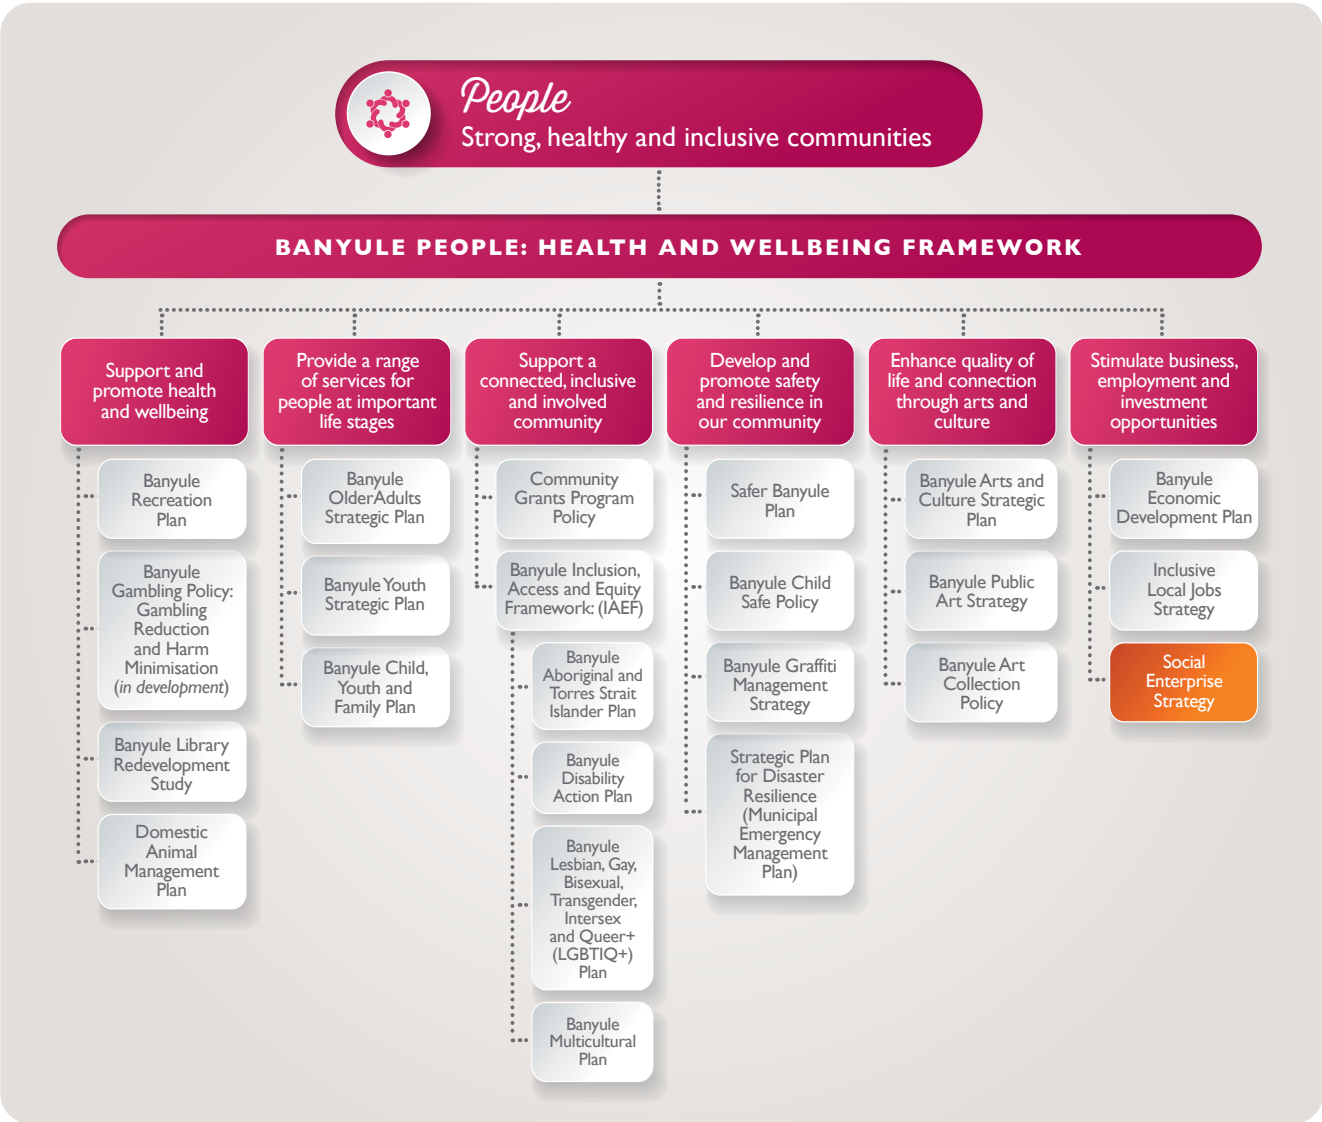 People
Strong, healthy and inclusive communities
BANYULE PEOPLE: HEALTH AND WELLBEING FRAMEWORK
Support and
promote health
and wellbeing
Banyule
Recreation
Plan
Banyule
Gambling Policy:
Gambling
Reduction
and Harm
Minimisation
(in development)
Banyule Library
Redevelopment
Study
Domestic
Animal
Management
Plan
Provide a range
of services for
people at important
life stages
Banyule
OlderAdults
Strategic Plan
Banyule Youth
Strategic Plan
Banyule Child,
Youth and
Family Plan
Support a
connected, inclusive
and involved
community
Community
Grants Program
Policy
Banyule Inclusion,
Access and Equity
Framework: (IAEF)
Banyule
Aboriginal and
Torres Strait
Islander Plan
Banyule
Disability
Action Plan
Banyule
Lesbian, Gay,
Bisexual,
Transgender,
Intersex
and Queer+
(LGBTIQ+)
Plan
Banyule
Multicultural
Plan
Develop and
promote safety
and resilience in
our community
Safer Banyule
Plan
Banyule Child
Safe Policy
Banyule Graffiti
Management
Strategy
Strategic Plan
for Disaster
Resilience
(Municipal
Emergency
Management
Plan)
Enhance quality of
life and connection
through arts and
culture
Banyule Arts and
Culture Strategic
Plan
Banyule Public
Art Strategy
Banyule Art
Collection
Policy
Stimulate business,
employment and
investment
opportunities
Banyule
Economic
Development Plan
Inclusive
Local Jobs
Strategy
Social
Enterprise
Strategy